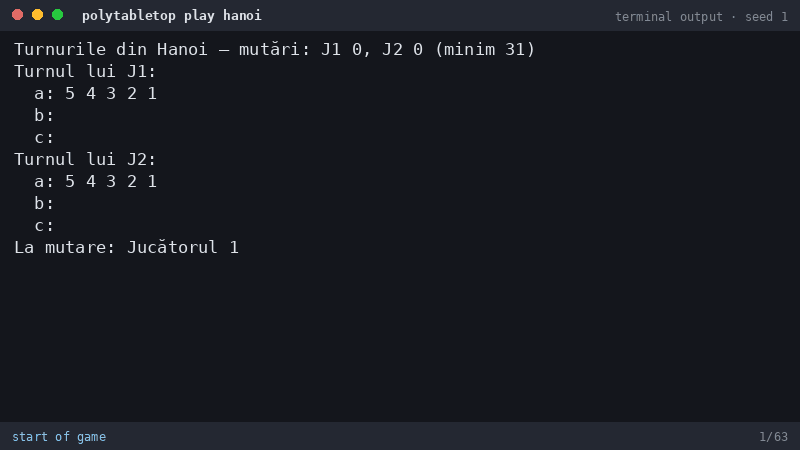 polytabletop play hanoi
terminal output · seed 1
Turnurile din Hanoi — mutări: J1 0, J2 0 (minim 31)
Turnul lui J1:
a: 5 4 3 2 1
b:
c:
Turnul lui J2:
a: 5 4 3 2 1
b:
c:
La mutare: Jucătorul 1
start of game
1/63